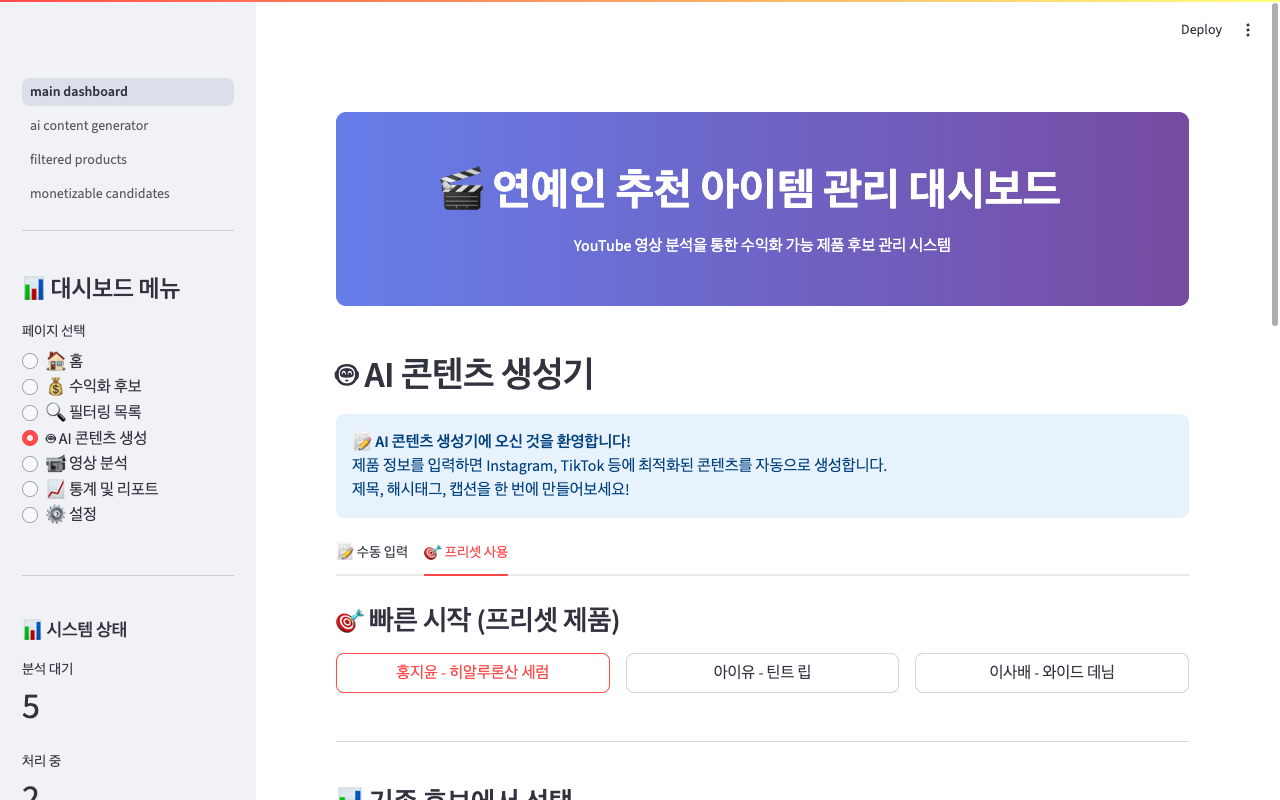 Deploy
main dashboard
ai content generator
filtered products
monetizable candidates
📊 대시보드 메뉴
페이지 선택
🏠 홈
💰 수익화 후보
🔍 필터링 목록
🤖 AI 콘텐츠 생성
📹 영상 분석
📈 통계 및 리포트
⚙️ 설정
📊 시스템 상태
분석 대기
5
처리 중
2
🎬 연예인 추천 아이템 관리 대시보드
YouTube 영상 분석을 통한 수익화 가능 제품 후보 관리 시스템
🤖 AI 콘텐츠 생성기
📝 AI 콘텐츠 생성기에 오신 것을 환영합니다!
제품 정보를 입력하면 Instagram, TikTok 등에 최적화된 콘텐츠를 자동으로 생성합니다.
제목, 해시태그, 캡션을 한 번에 만들어보세요!
📝 수동 입력
🎯 프리셋 사용
🎯 빠른 시작 (프리셋 제품)
홍지윤 - 히알루론산 세럼
아이유 - 틴트 립
이사배 - 와이드 데님
📊 기존 후보에서 선택